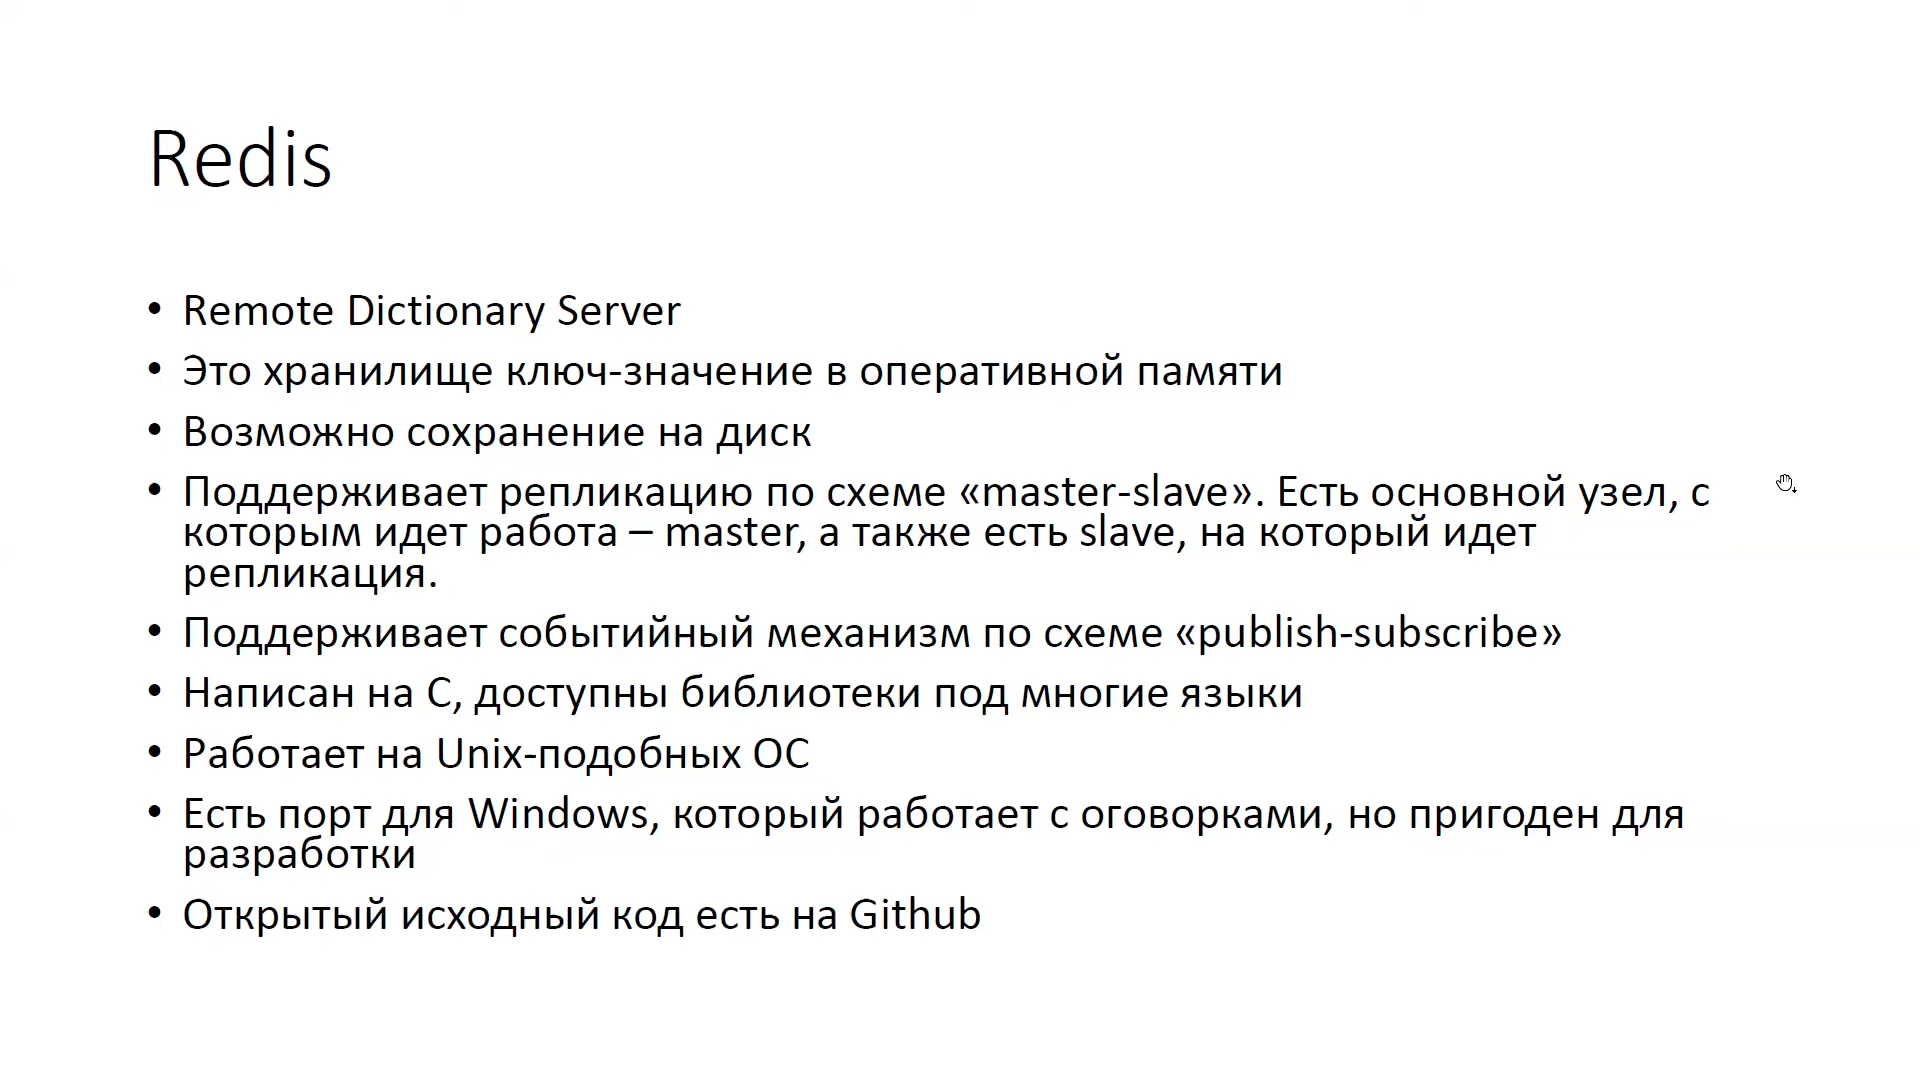 Redis
• Remote Dictionary Server
• Это хранилище ключ-значение в оперативной памяти
• Возможно сохранение на диск
• Поддерживает репликацию по схеме «master-slave». Есть основной узел, с
которым идет работа – master, а также есть slave, на который идет
репликация.
• Поддерживает событийный механизм по схеме «publish-subscribe»
• Написан на C, доступны библиотеки под многие языки
• Работает на Unix-подобных ОС
• Есть порт для Windows, который работает с оговорками, но пригоден для
разработки
• Открытый исходный код есть на Github